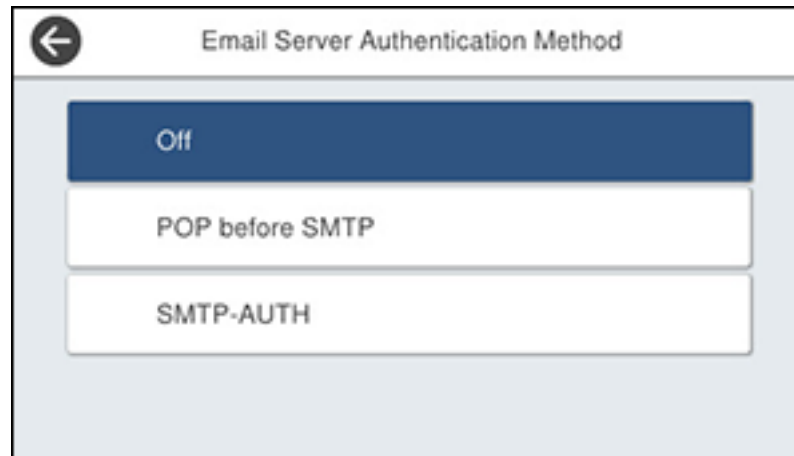 Email Server Authentication Method
Off
POP before SMTP
SMTP-AUTH